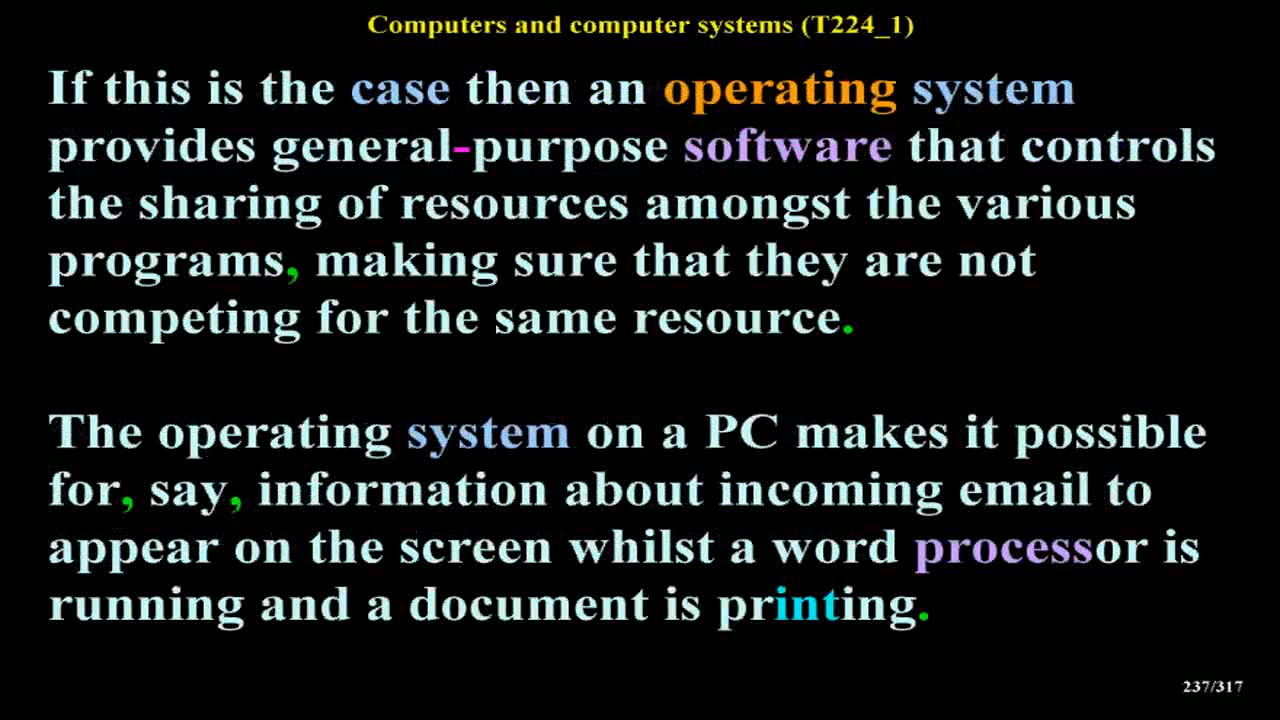 Computers and computer systems (T224_1)
If this is the case then an operating system
provides general-purpose software that controls
the sharing of resources amongst the various
programs, making sure that they are not
competing for the same resource.
The operating system on a PC makes it possible
for, say, information about incoming email to
appear on the screen whilst a word processor is
running and a document is printing.
237/317